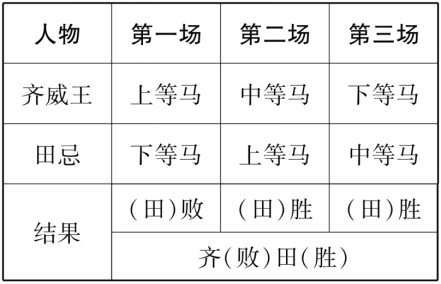 人物 第一场 第二场 第三场
齐威王 上等马 中等马 下等马
田忌 下等马 上等马 中等马
结果 (田)败 (田)胜 (田)胜
齐(败)田(胜)